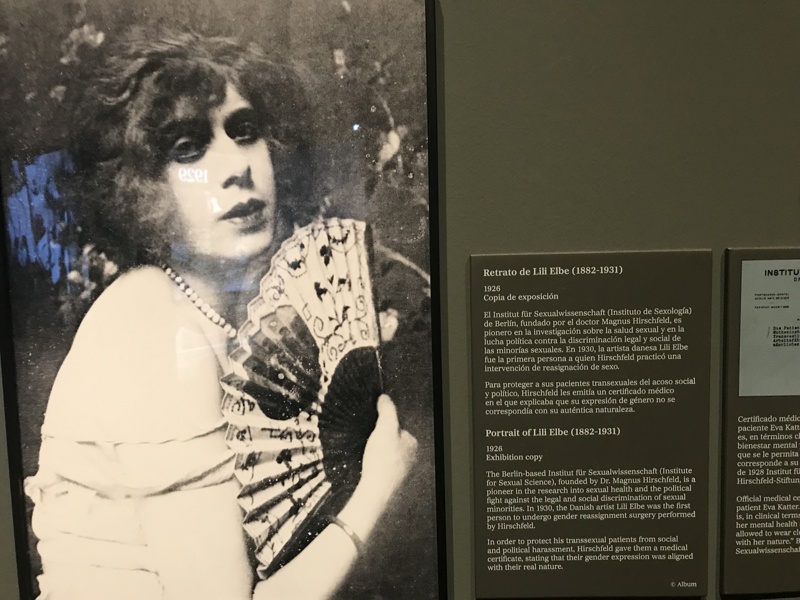 1929
Retrato de Lili Elbe (1882-1931)
1926
Copia de exposición
El Institut für Sexualwissenschaft (Instituto de Sexología)
de Berlín, fundado por el doctor Magnus Hirschfeld, es
pionero en la investigación sobre la salud sexual y en la
lucha política contra la discriminación legal y social de
las minorías sexuales. En 1930, la artista danesa Lili Elbe
fue la primera persona a quien Hirschfeld practicó una
intervención de reasignación de sexo.
Para proteger a sus pacientes transexuales del acoso social
y político, Hirschfeld les emitía un certificado médico
en el que explicaba que su expresión de género no se
correspondía con su auténtica naturaleza.
Portrait of Lili Elbe (1882-1931)
1926
Exhibition copy
The Berlin-based Institut für Sexualwissenschaft (Institute
for Sexual Science), founded by Dr. Magnus Hirschfeld, is a
pioneer in the research into sexual health and the political
fight against the legal and social discrimination of sexual
minorities. In 1930, the Danish artist Lili Elbe was the first
person to undergo gender reassignment surgery performed
by Hirschfeld.
In order to protect his transsexual patients from social
and political harassment, Hirschfeld gave them a medical
certificate, stating that their gender expression was aligned
with their real nature.
© Album
INSTITU
Certificado médic
paciente Eva Katt
es, en términos cl
bienestar mental
que se le permita
corresponde a su
de 1928 Institut fü
Hirschfeld-Stiftun
Official medical ce
patient Eva Katter.
is, in clinical terms
her mental health
allowed to wear cl
with her nature." B
Sexualwissenschaf